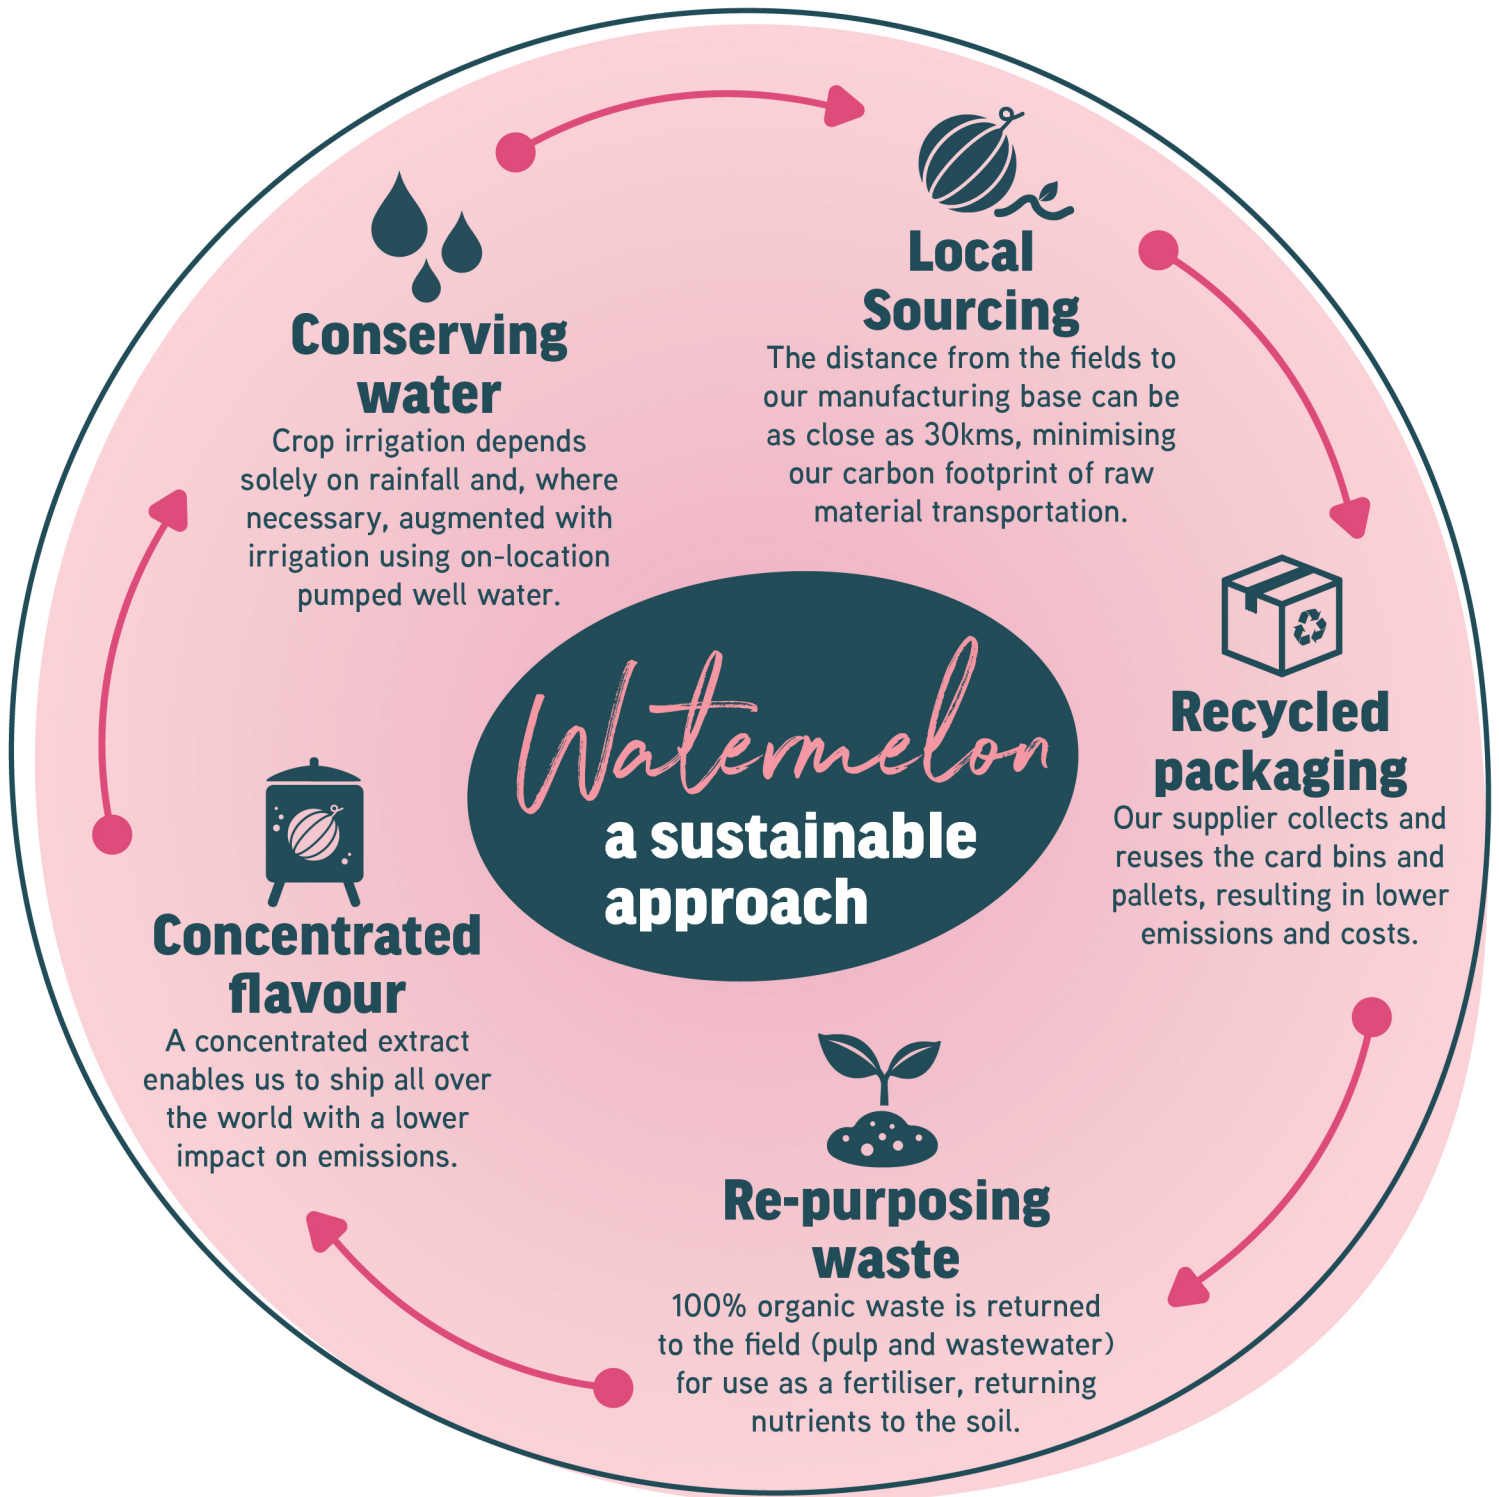 Conserving
water
Crop irrigation depends
solely on rainfall and, where
necessary, augmented with
irrigation using on-location
pumped well water.
Local
Sourcing
The distance from the fields to
our manufacturing base can be
as close as 30kms, minimising
our carbon footprint of raw
material transportation.
Watermelon
a sustainable
approach
Recycled
packaging
Our supplier collects and
reuses the card bins and
pallets, resulting in lower
emissions and costs.
Re-purposing
waste
100% organic waste is returned
to the field (pulp and wastewater)
for use as a fertiliser, returning
nutrients to the soil.
Concentrated
flavour
A concentrated extract
enables us to ship all over
the world with a lower
impact on emissions.